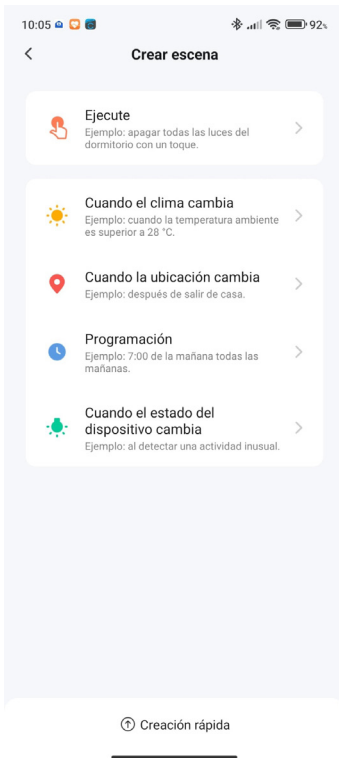 10:05 92%
Crear escena
Ejecute
Ejemplo: apagar todas las luces del
dormitorio con un toque.
Cuando el clima cambia
Ejemplo: cuando la temperatura ambiente
es superior a 28 °C.
Cuando la ubicación cambia
Ejemplo: después de salir de casa.
Programación
Ejemplo: 7:00 de la mañana todas las
mañanas.
Cuando el estado del
dispositivo cambia
Ejemplo: al detectar una actividad inusual.
Creación rápida